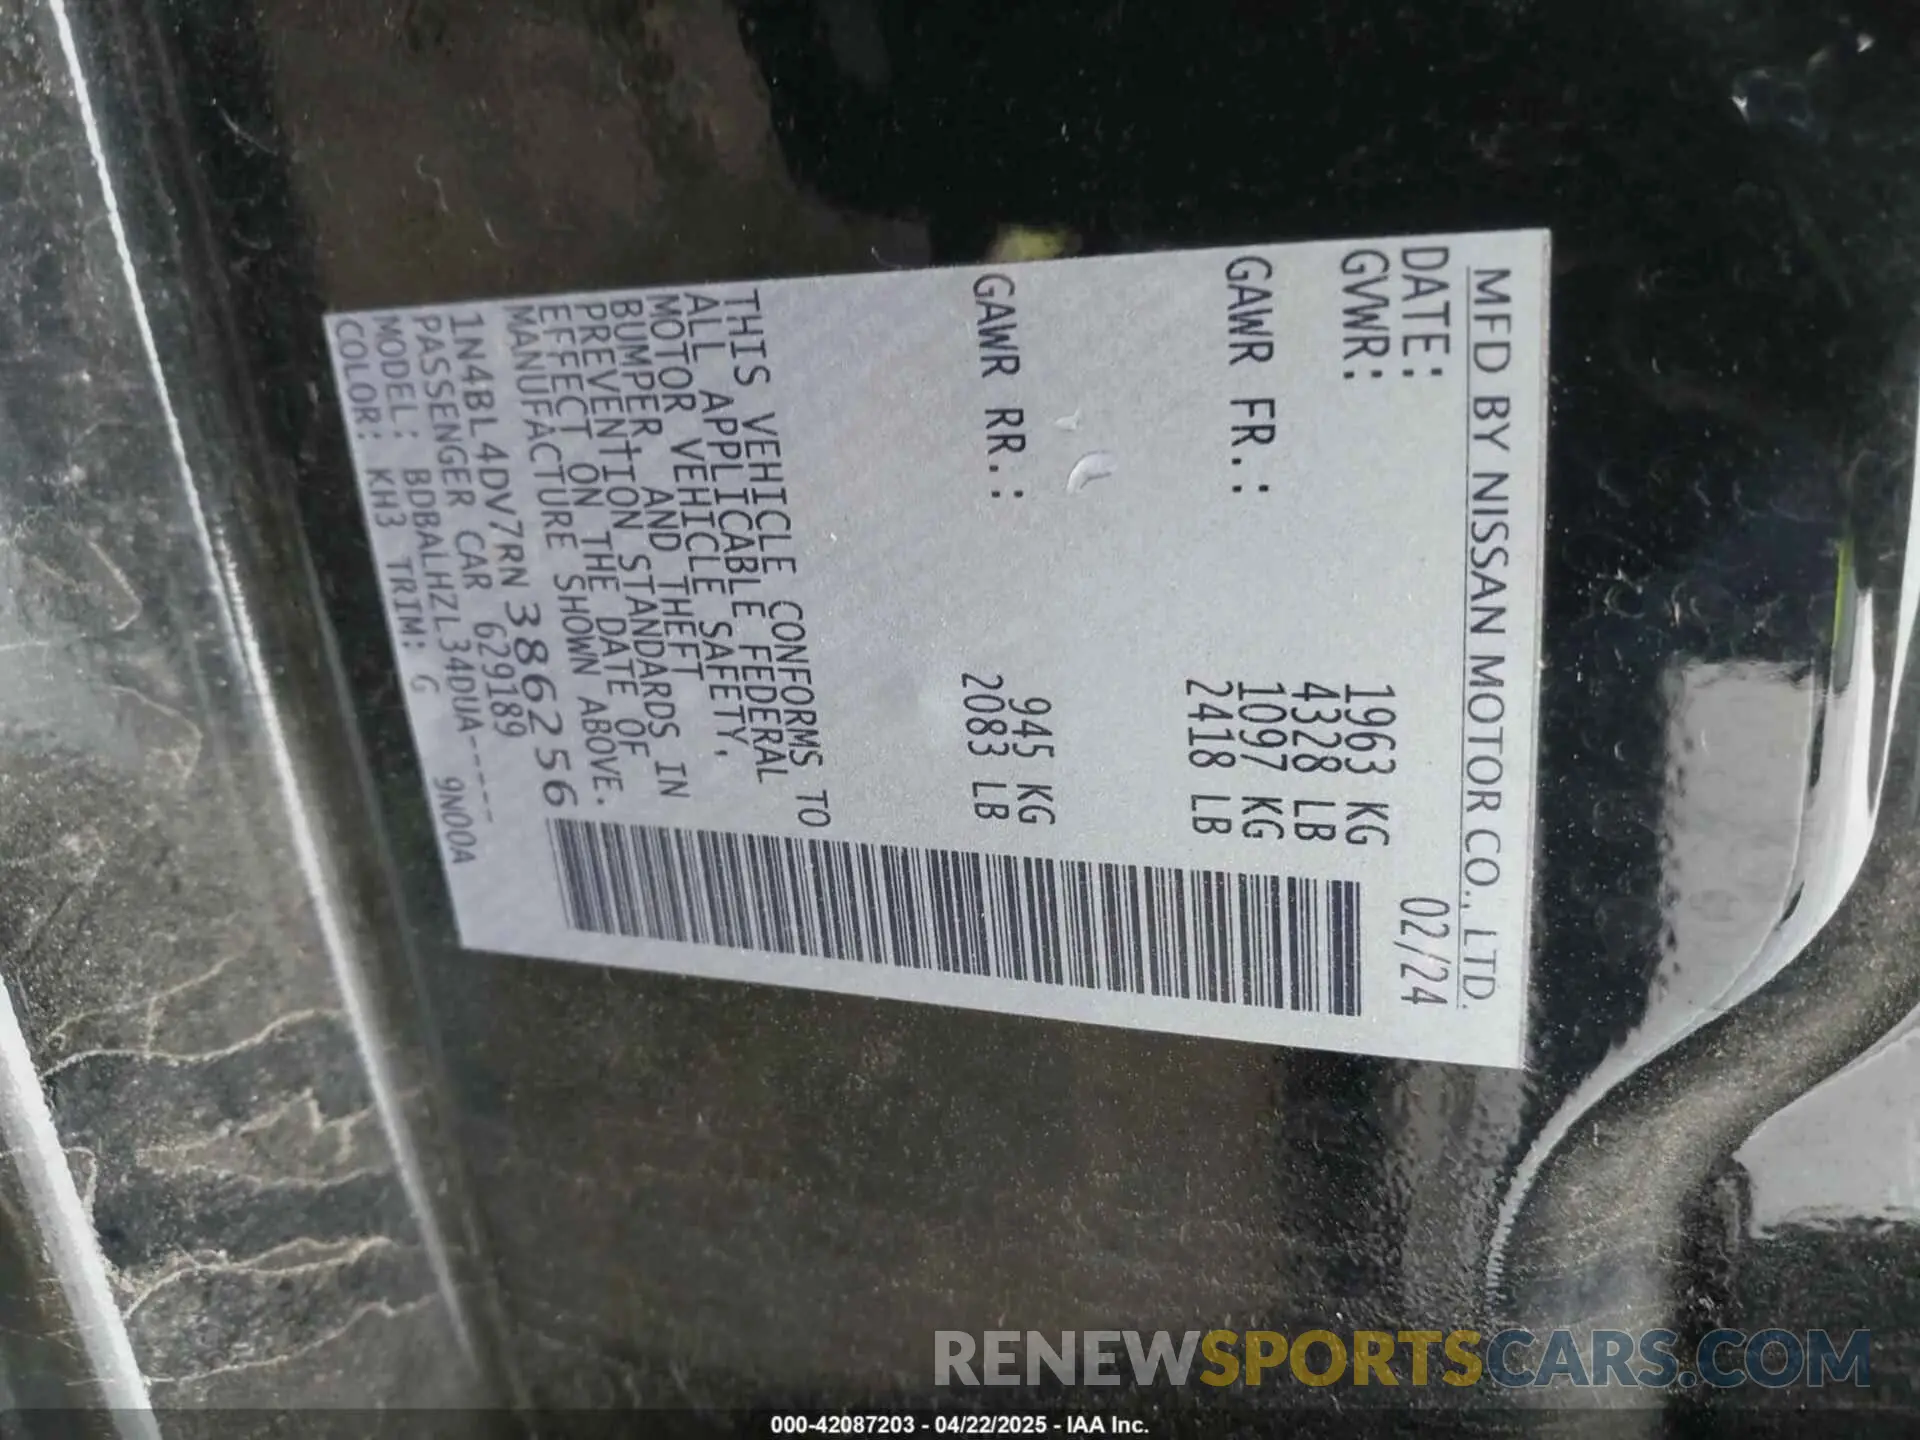 MFD BY NISSAN MOTOR CO., LTD.
DATE: 02/24
GVWR: 1963 KG
4328 LB
GAWR FR.: 1097 KG
2418 LB
GAWR RR.: 945 KG
2083 LB
THIS VEHICLE CONFORMS TO
ALL APPLICABLE FEDERAL
MOTOR VEHICLE SAFETY,
BUMPER, AND THEFT
PREVENTION STANDARDS IN
EFFECT ON THE DATE OF
MANUFACTURE SHOWN ABOVE.
1N4BL4DV7RN386256
PASSENGER CAR 629189
MODEL: BDBALHZL34DUA-----
COLOR: KH3 TRIM: G 9N00A
RENEWSPORTSCARS.COM
000-42087203 - 04/22/2025 - IAA Inc.